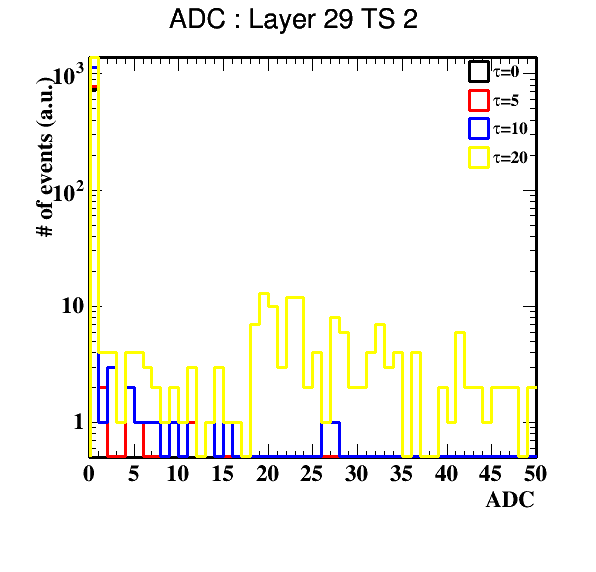 ADC : Layer 29 TS 2
# of events (a.u.)
10³
10²
10
1
τ=0
τ=5
τ=10
τ=20
0 5 10 15 20 25 30 35 40 45 50
ADC